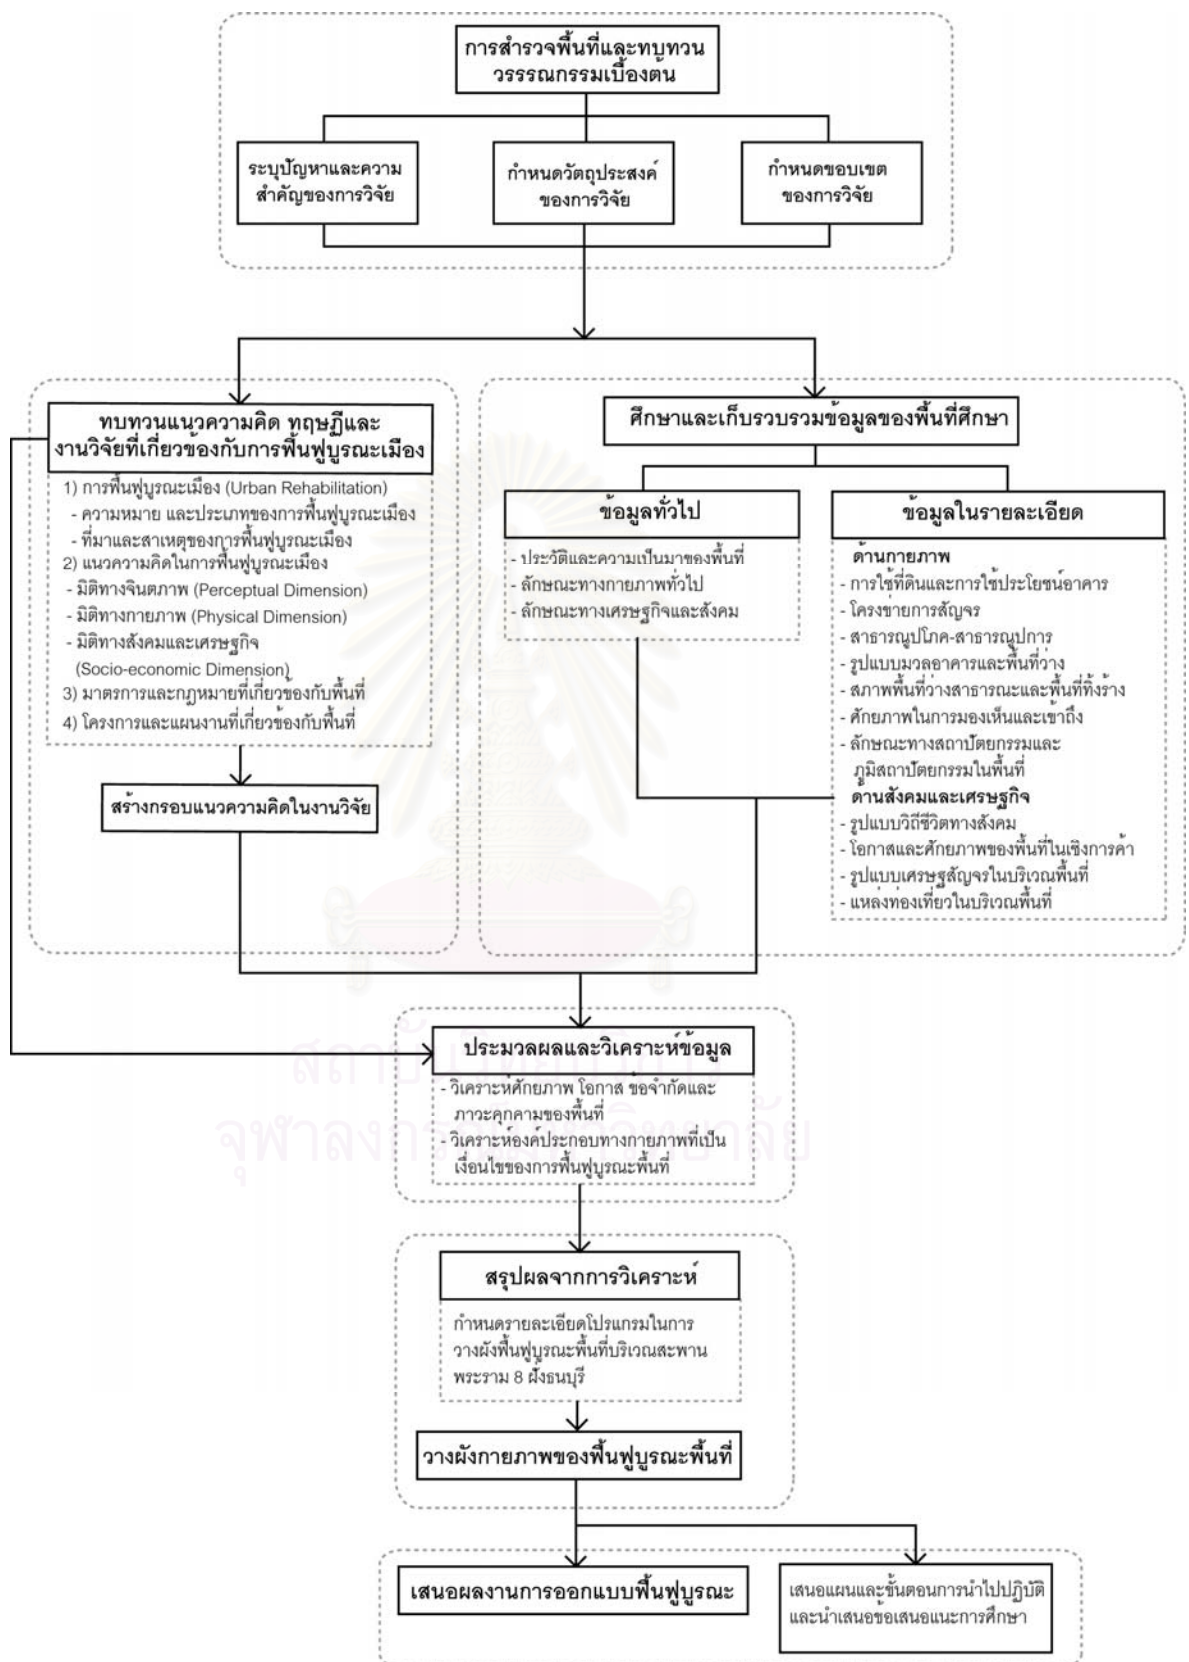 การสำรวจพื้นที่และทบทวน
วรรรณกรรมเบื้องต้น
ระบุปัญหาและความ
สำคัญของการวิจัย
กำหนดวัตถุประสงค์
ของการวิจัย
กำหนดขอบเขต
ของการวิจัย
ทบทวนแนวความคิด ทฤษฎีและ
งานวิจัยที่เกี่ยวข้องกับการฟื้นฟูบูรณะเมือง
1) การฟื้นฟูบูรณะเมือง (Urban Rehabilitation)
- ความหมาย และประเภทของการฟื้นฟูบูรณะเมือง
- ที่มาและสาเหตุของการฟื้นฟูบูรณะเมือง
2) แนวความคิดในการฟื้นฟูบูรณะเมือง
- มิติทางจินตภาพ (Perceptual Dimension)
- มิติทางกายภาพ (Physical Dimension)
- มิติทางสังคมและเศรษฐกิจ
(Socio-economic Dimension)
3) มาตรการและกฎหมายที่เกี่ยวข้องกับพื้นที่
4) โครงการและแผนงานที่เกี่ยวข้องกับพื้นที่
สร้างกรอบแนวความคิดในงานวิจัย
ศึกษาและเก็บรวบรวมข้อมูลของพื้นที่ศึกษา
ข้อมูลทั่วไป
- ประวัติและความเป็นมาของพื้นที่
- ลักษณะทางกายภาพทั่วไป
- ลักษณะทางเศรษฐกิจและสังคม
ข้อมูลในรายละเอียด
ด้านกายภาพ
- การใช้ที่ดินและการใช้ประโยชน์อาคาร
- โครงข่ายการสัญจร
- สาธารณูปโภค-สาธารณูปการ
- รูปแบบมวลอาคารและพื้นที่ว่าง
- สภาพพื้นที่ว่างสาธารณะและพื้นที่ทิ้งร้าง
- ศักยภาพในการมองเห็นและเข้าถึง
- ลักษณะทางสถาปัตยกรรมและ
ภูมิสถาปัตยกรรมในพื้นที่
ด้านสังคมและเศรษฐกิจ
- รูปแบบวิถีชีวิตทางสังคม
- โอกาสและศักยภาพของพื้นที่ในเชิงการค้า
- รูปแบบเศรษฐสัญจรในบริเวณพื้นที่
- แหล่งท่องเที่ยวในบริเวณพื้นที่
ประมวลผลและวิเคราะห์ข้อมูล
- วิเคราะห์ศักยภาพ โอกาส ข้อจำกัดและ
ภาวะคุกคามของพื้นที่
- วิเคราะห์องค์ประกอบทางกายภาพที่เป็น
เงื่อนไขของการฟื้นฟูบูรณะพื้นที่
สถาบันวิทยบริการ
จุฬาลงกรณ์มหาวิทยาลัย
สรุปผลจากการวิเคราะห์
กำหนดรายละเอียดโปรแกรมในการ
วางผังฟื้นฟูบูรณะพื้นที่บริเวณสะพาน
พระราม 8 ฝั่งธนบุรี
วางผังกายภาพของฟื้นฟูบูรณะพื้นที่
เสนอผลงานการออกแบบฟื้นฟูบูรณะ
เสนอแผนและขั้นตอนการนำไปปฏิบัติ
และนำเสนอข้อเสนอแนะการศึกษา